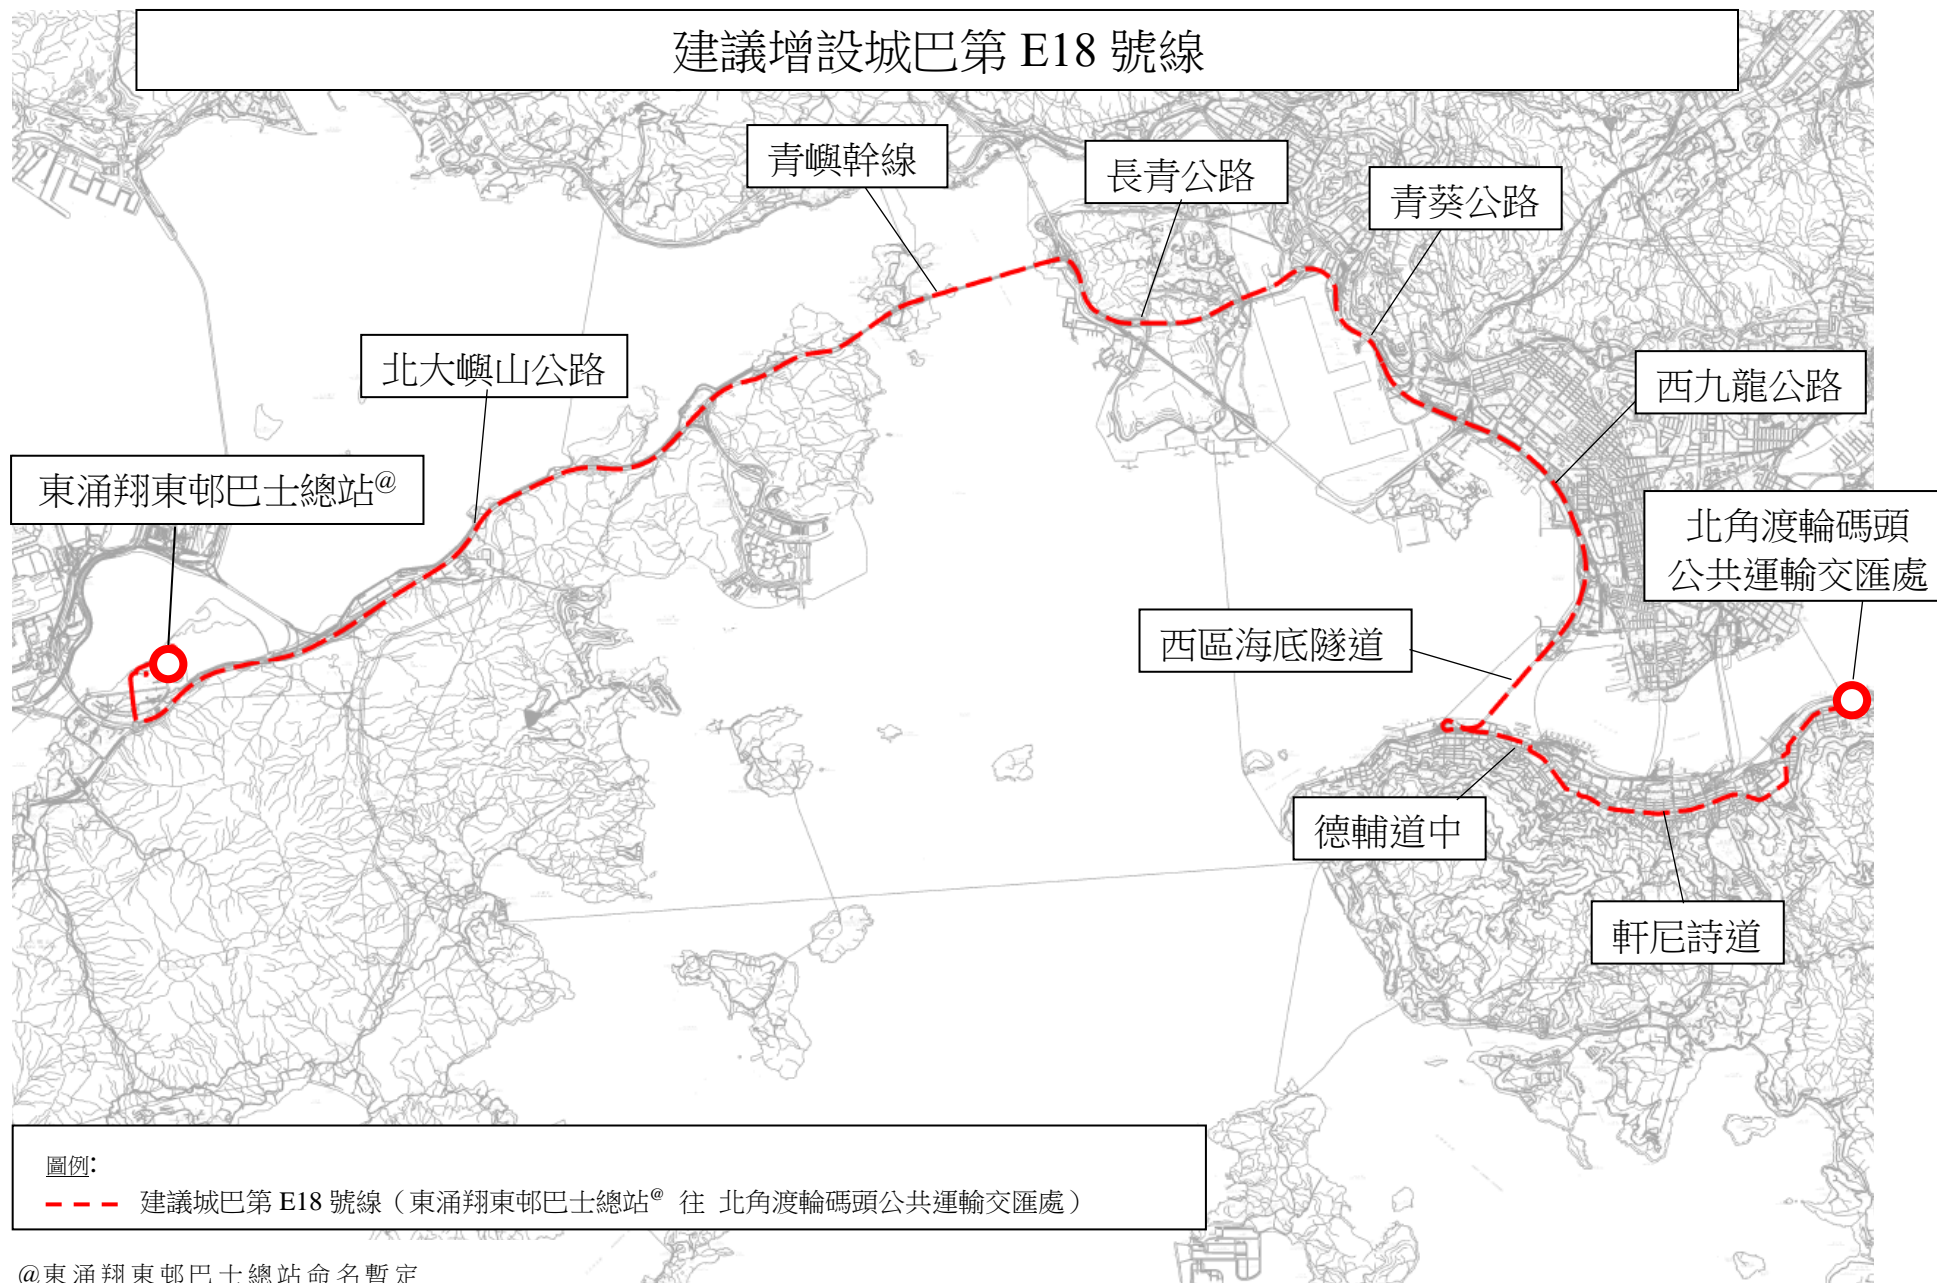 建議增設城巴第 E18 號線
青嶼幹線
長青公路
青葵公路
北大嶼山公路
西九龍公路
東涌翔東邨巴士總站@
北角渡輪碼頭
公共運輸交匯處
西區海底隧道
德輔道中
軒尼詩道
圖例:
建議城巴第 E18 號線（東涌翔東邨巴士總站@ 往 北角渡輪碼頭公共運輸交匯處）
@東涌翔東邨巴士總站命名暫定